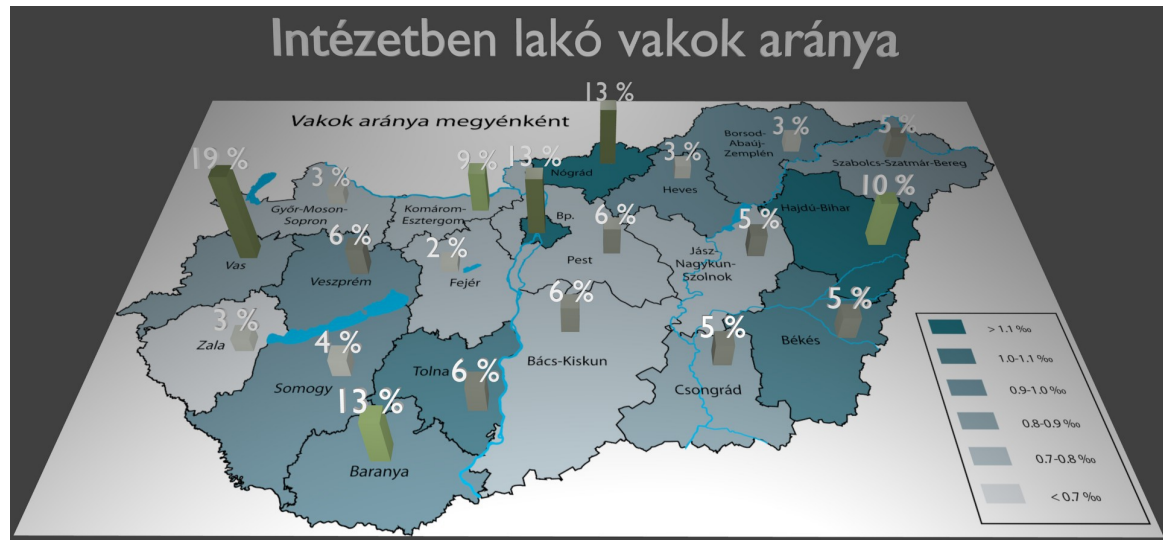 Intézetben lakó vakok aránya
Vakok aránya megyénként
13 %
Nógrád
3 %
Borsod-
Abaúj-
Zemplén
5 %
Szabolcs-Szatmár-Bereg
19 %
Vas
3 %
Győr-Moson-
Sopron
9 %
Komárom-
Esztergom
13 %
Bp.
3 %
Heves
10 %
Hajdú-Bihar
6 %
Veszprém
2 %
Fejér
6 %
Pest
5 %
Jász-
Nagykun-
Szolnok
3 %
Zala
4 %
Somogy
6 %
Tolna
6 %
Bács-Kiskun
5 %
Csongrád
5 %
Békés
13 %
Baranya
> 1.1 ‰
1.0-1.1 ‰
0.9-1.0 ‰
0.8-0.9 ‰
0.7-0.8 ‰
< 0.7 ‰